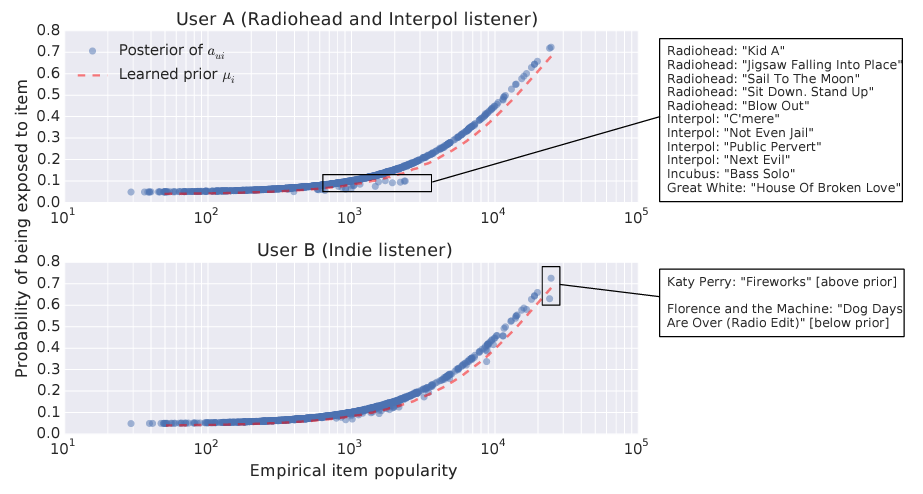 User A (Radiohead and Interpol listener)
0.8
0.7
0.6
0.5
0.4
0.3
0.2
0.1
0.0
Posterior of a_ui
Learned prior μ_i
10^1
10^2
10^3
10^4
10^5
Radiohead: "Kid A"
Radiohead: "Jigsaw Falling Into Place"
Radiohead: "Sail To The Moon"
Radiohead: "Sit Down. Stand Up"
Radiohead: "Blow Out"
Interpol: "C'mere"
Interpol: "Not Even Jail"
Interpol: "Public Pervert"
Interpol: "Next Evil"
Incubus: "Bass Solo"
Great White: "House Of Broken Love"
Probability of being exposed to item
User B (Indie listener)
0.8
0.7
0.6
0.5
0.4
0.3
0.2
0.1
0.0
10^1
10^2
10^3
10^4
10^5
Empirical item popularity
Katy Perry: "Fireworks" [above prior]
Florence and the Machine: "Dog Days
Are Over (Radio Edit)" [below prior]